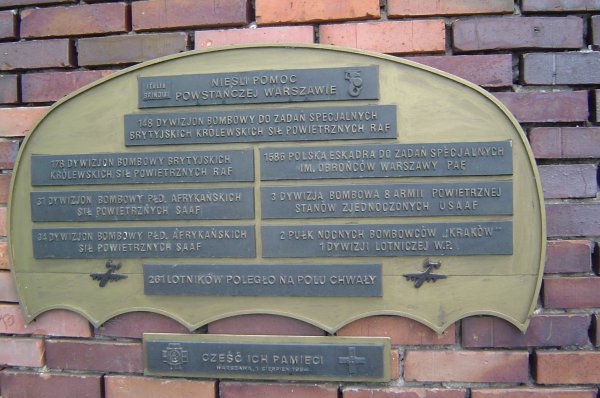 ITALIA
BRINDISI
NIEŚLI POMOC
POWSTAŃCZEJ WARSZAWIE
148 DYWIZJON BOMBOWY DO ZADAŃ SPECJALNYCH
BRYTYJSKICH KRÓLEWSKICH SIŁ POWIETRZNYCH RAF
178 DYWIZJON BOMBOWY BRYTYJSKICH
KRÓLEWSKICH SIŁ POWIETRZNYCH RAF
1586 POLSKA ESKADRA DO ZADAŃ SPECJALNYCH
IM. OBROŃCÓW WARSZAWY PAF
31 DYWIZJON BOMBOWY PŁD. AFRYKAŃSKICH
SIŁ POWIETRZNYCH SAAF
3 DYWIZJA BOMBOWA 8 ARMII POWIETRZNEJ
STANÓW ZJEDNOCZONYCH USAAF
34 DYWIZJON BOMBOWY PŁD. AFRYKAŃSKICH
SIŁ POWIETRZNYCH SAAF
2 PUŁK NOCNYCH BOMBOWCÓW „KRAKÓW"
1 DYWIZJI LOTNICZEJ W.P.
261 LOTNIKÓW POLEGŁO NA POLU CHWAŁY
CZEŚĆ ICH PAMIĘCI
WARSZAWA, 1 SIERPIEŃ